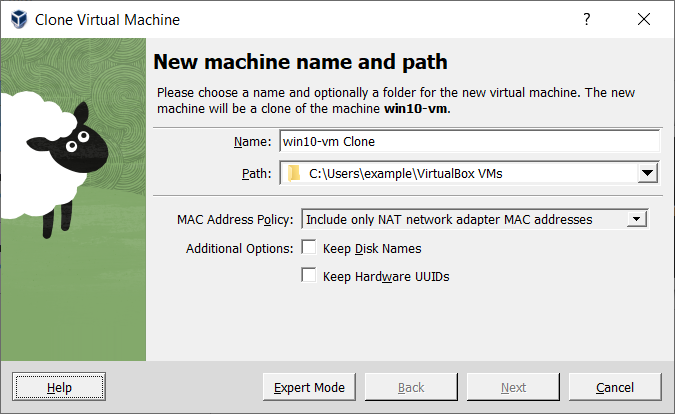 Clone Virtual Machine
?
New machine name and path
Please choose a name and optionally a folder for the new virtual machine. The new
machine will be a clone of the machine win10-vm.
Name: win10-vm Clone
Path: C:\Users\example\VirtualBox VMs
MAC Address Policy: Include only NAT network adapter MAC addresses
Additional Options: Keep Disk Names
Keep Hardware UUIDs
Help Expert Mode Back Next Cancel